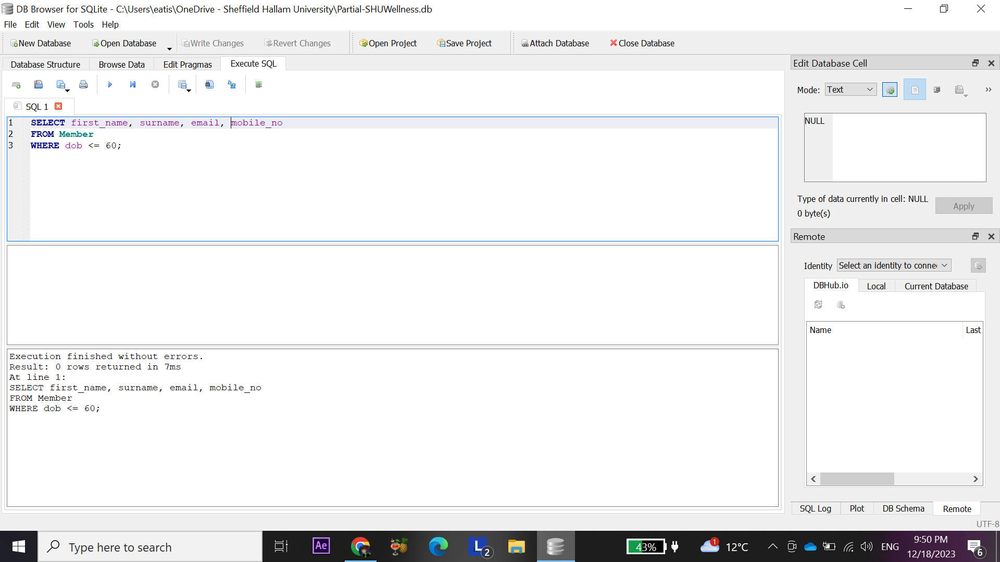 DB Browser for SQLite - C:\Users\eatis\OneDrive - Sheffield Hallam University\Partial-SHUWellness.db
File Edit View Tools Help
New Database Open Database Write Changes Revert Changes Open Project Save Project Attach Database Close Database
Database Structure Browse Data Edit Pragmas Execute SQL
SQL 1
1 SELECT first_name, surname, email, mobile_no
2 FROM Member
3 WHERE dob <= 60;
Execution finished without errors.
Result: 0 rows returned in 7ms
At line 1:
SELECT first_name, surname, email, mobile_no
FROM Member
WHERE dob <= 60;
Edit Database Cell
Mode: Text
NULL
Type of data currently in cell: NULL
0 byte(s)
Apply
Remote
Identity Select an identity to conne
DBHub.io Local Current Database
Name Last
SQL Log Plot DB Schema Remote
UTF-8
Type here to search
Ae
L 2
43%
1
12°C
ENG
9:50 PM
12/18/2023
6